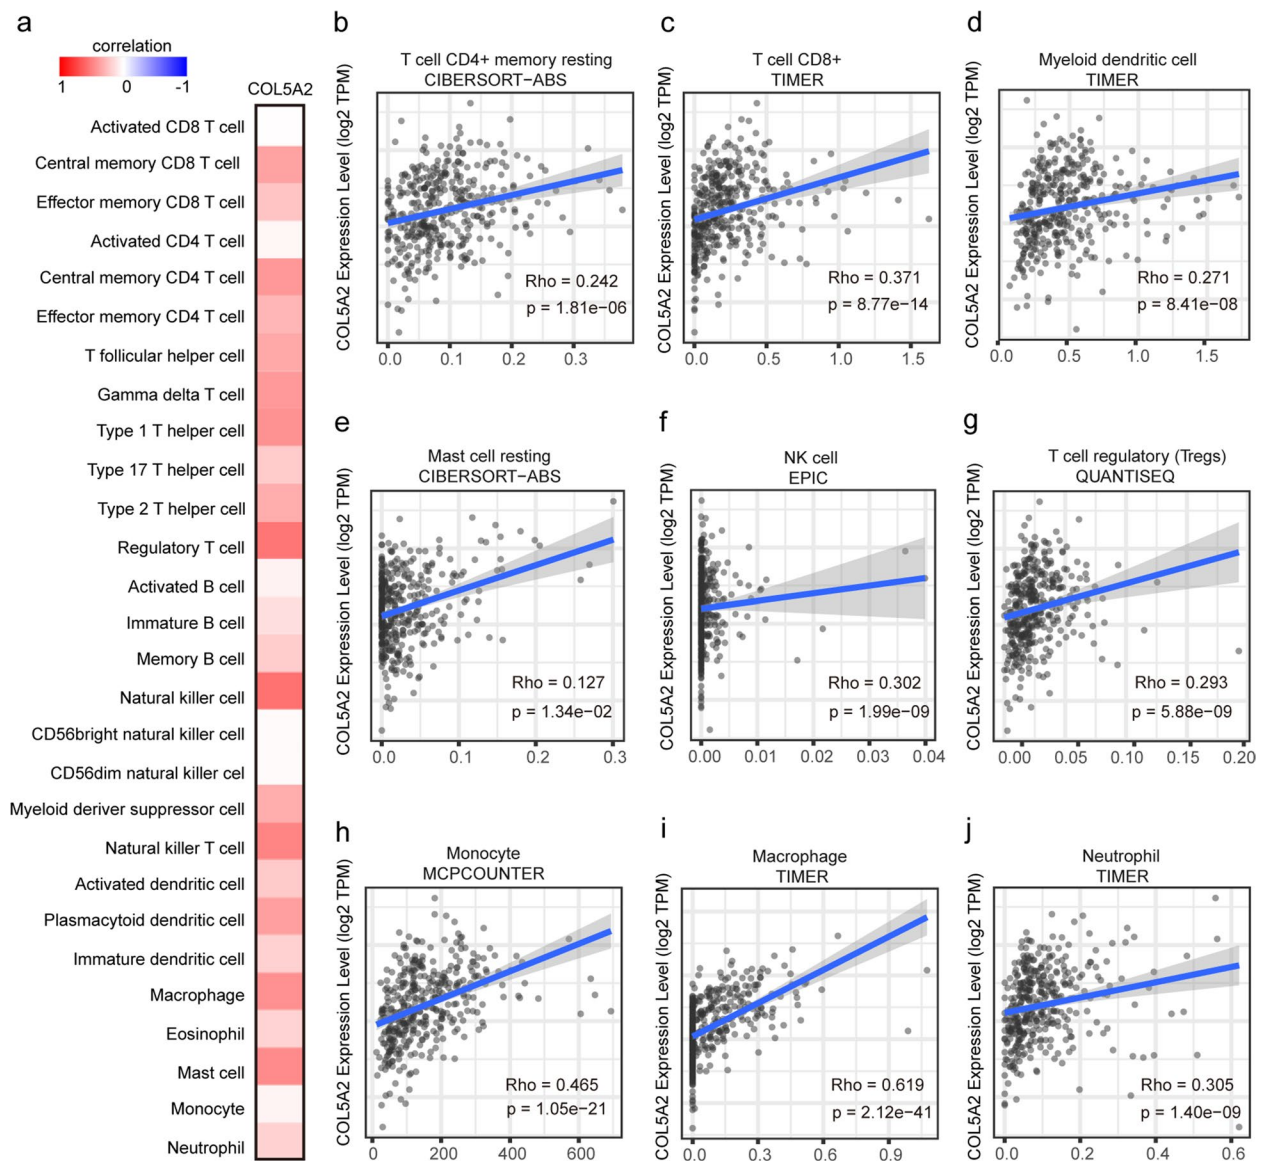 a
correlation
1 0 -1
COL5A2
Activated CD8 T cell
Central memory CD8 T cell
Effector memory CD8 T cell
Activated CD4 T cell
Central memory CD4 T cell
Effector memory CD4 T cell
T follicular helper cell
Gamma delta T cell
Type 1 T helper cell
Type 17 T helper cell
Type 2 T helper cell
Regulatory T cell
Activated B cell
Immature B cell
Memory B cell
Natural killer cell
CD56bright natural killer cell
CD56dim natural killer cel
Myeloid deriver suppressor cell
Natural killer T cell
Activated dendritic cell
Plasmacytoid dendritic cell
Immature dendritic cell
Macrophage
Eosinophil
Mast cell
Monocyte
Neutrophil
b
T cell CD4+ memory resting
CIBERSORT−ABS
COL5A2 Expression Level (log2 TPM)
Rho = 0.242
p = 1.81e−06
0.0 0.1 0.2 0.3
c
T cell CD8+
TIMER
COL5A2 Expression Level (log2 TPM)
Rho = 0.371
p = 8.77e−14
0.0 0.5 1.0 1.5
d
Myeloid dendritic cell
TIMER
COL5A2 Expression Level (log2 TPM)
Rho = 0.271
p = 8.41e−08
0.0 0.5 1.0 1.5
e
Mast cell resting
CIBERSORT−ABS
COL5A2 Expression Level (log2 TPM)
Rho = 0.127
p = 1.34e−02
0.0 0.1 0.2 0.3
f
NK cell
EPIC
COL5A2 Expression Level (log2 TPM)
Rho = 0.302
p = 1.99e−09
0.00 0.01 0.02 0.03 0.04
g
T cell regulatory (Tregs)
QUANTISEQ
COL5A2 Expression Level (log2 TPM)
Rho = 0.293
p = 5.88e−09
0.00 0.05 0.10 0.15 0.20
h
Monocyte
MCPCOUNTER
COL5A2 Expression Level (log2 TPM)
Rho = 0.465
p = 1.05e−21
0 200 400 600
i
Macrophage
TIMER
COL5A2 Expression Level (log2 TPM)
Rho = 0.619
p = 2.12e−41
0.0 0.3 0.6 0.9
j
Neutrophil
TIMER
COL5A2 Expression Level (log2 TPM)
Rho = 0.305
p = 1.40e−09
0.0 0.2 0.4 0.6